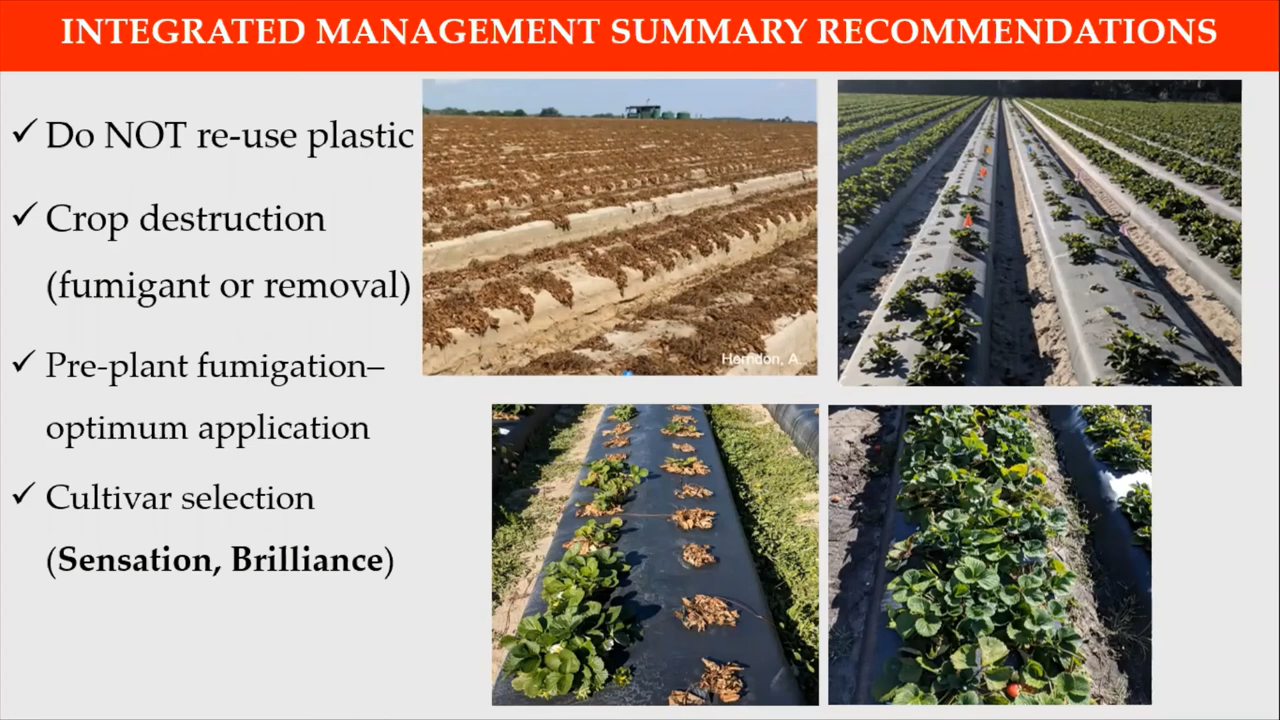 INTEGRATED MANAGEMENT SUMMARY RECOMMENDATIONS
✓ Do NOT re-use plastic
✓ Crop destruction
(fumigant or removal)
✓ Pre-plant fumigation–
optimum application
✓ Cultivar selection
(Sensation, Brilliance)
Herndon, A..